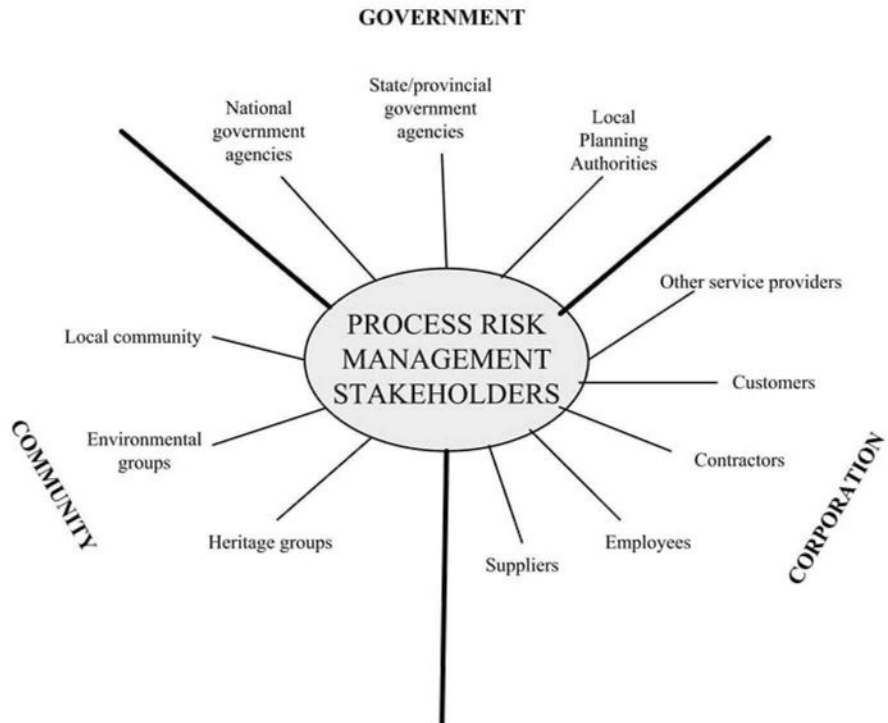 GOVERNMENT
National
government
agencies
State/provincial
government
agencies
Local
Planning
Authorities
Other service providers
Customers
Contractors
Employees
Suppliers
CORPORATION
PROCESS RISK
MANAGEMENT
STAKEHOLDERS
Local community
Environmental
groups
Heritage groups
COMMUNITY